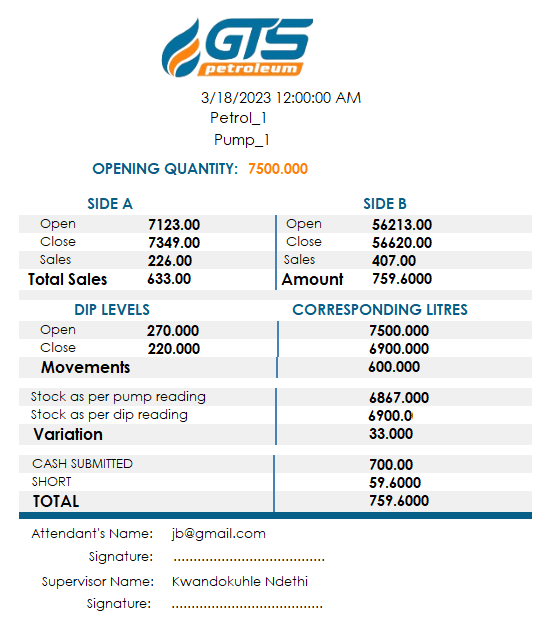 GTS
petroleum
3/18/2023 12:00:00 AM
Petrol_1
Pump_1
OPENING QUANTITY: 7500.000
SIDE A SIDE B
Open 7123.00 Open 56213.00
Close 7349.00 Close 56620.00
Sales 226.00 Sales 407.00
Total Sales 633.00 Amount 759.6000
DIP LEVELS CORRESPONDING LITRES
Open 270.000 7500.000
Close 220.000 6900.000
Movements 600.000
Stock as per pump reading 6867.000
Stock as per dip reading 6900.0
Variation 33.000
CASH SUBMITTED 700.00
SHORT 59.6000
TOTAL 759.6000
Attendant's Name: jb@gmail.com
Signature: ......................................
Supervisor Name: Kwandokuhle Ndethi
Signature: ......................................